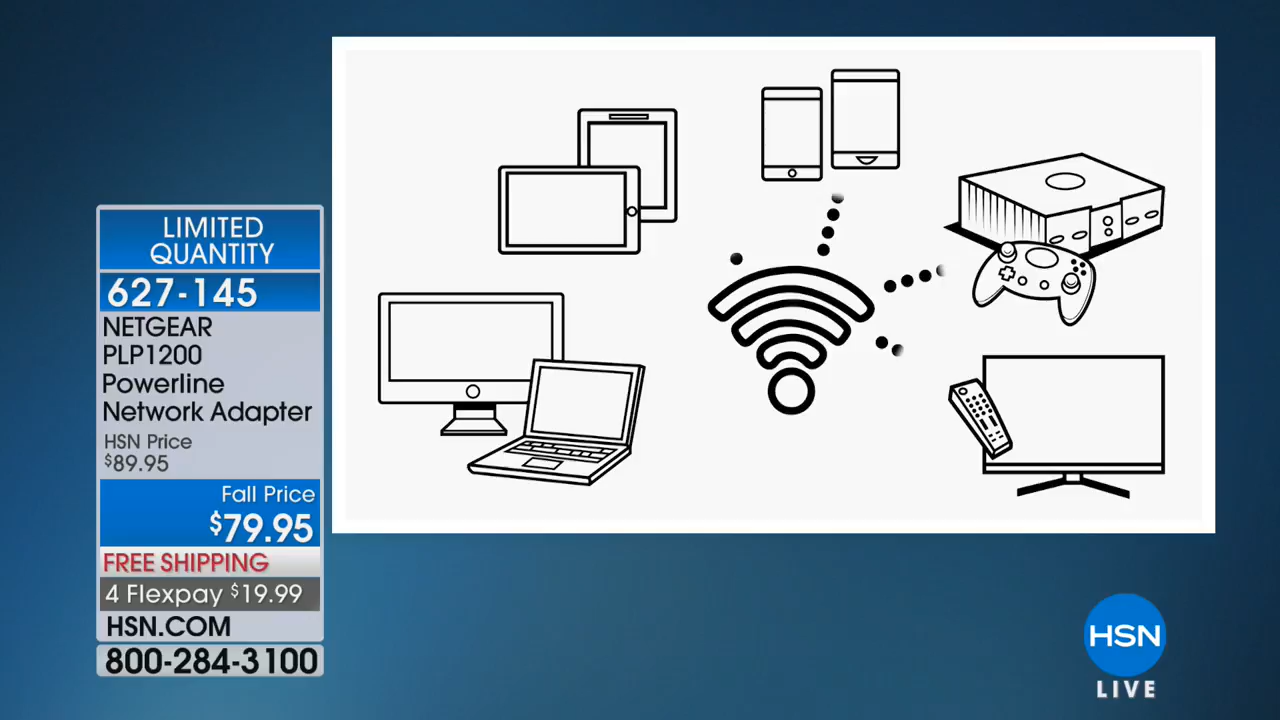 LIMITED
QUANTITY
627-145
NETGEAR
PLP1200
Powerline
Network Adapter
HSN Price
$89.95
Fall Price
$79.95
FREE SHIPPING
4 Flexpay $19.99
HSN.COM
800-284-3100
HSN
LIVE